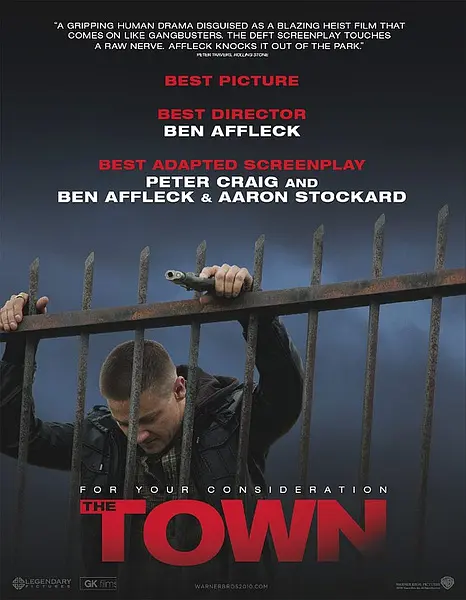 "A GRIPPING HUMAN DRAMA DISGUISED AS A BLAZING HEIST FILM THAT
COMES ON LIKE GANGBUSTERS. THE DEFT SCREENPLAY TOUCHES
A RAW NERVE. AFFLECK KNOCKS IT OUT OF THE PARK."
PETER TRAVERS, ROLLING STONE
BEST PICTURE
BEST DIRECTOR
BEN AFFLECK
BEST ADAPTED SCREENPLAY
PETER CRAIG AND
BEN AFFLECK & AARON STOCKARD
FOR YOUR CONSIDERATION
THE
TOWN
LEGENDARY
PICTURES
GK films
WARNERBROS2010.COM